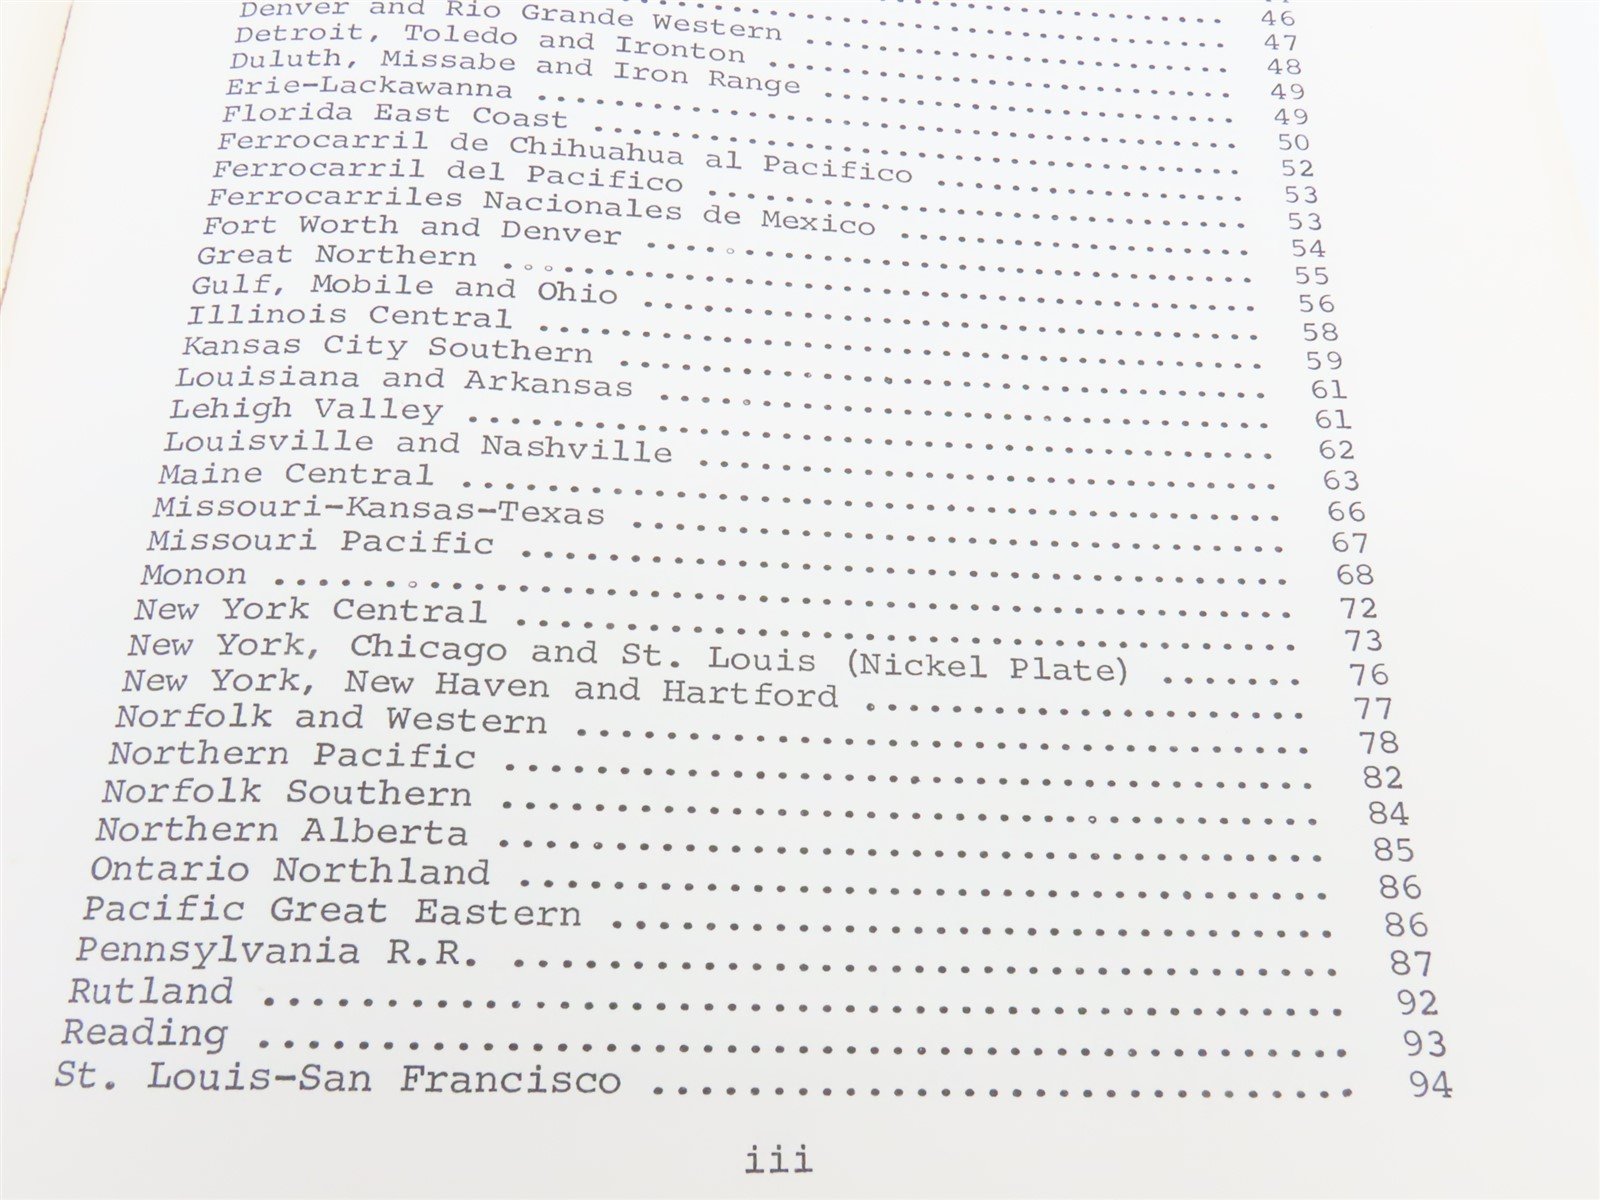 .............................. 46
.............................. 47
Denver and Rio Grande Western ..................... 48
Detroit, Toledo and Ironton ....................... 49
Duluth, Missabe and Iron Range .................... 49
Erie-Lackawanna ................................... 50
Florida East Coast ................................ 52
Ferrocarril de Chihuahua al Pacifico ................ 53
Ferrocarril del Pacifico ........................... 53
Ferrocarriles Nacionales de Mexico .................. 54
Fort Worth and Denver .............................. 55
Great Northern ..................................... 56
Gulf, Mobile and Ohio .............................. 58
Illinois Central ................................... 59
Kansas City Southern ............................... 61
Louisiana and Arkansas ............................. 61
Lehigh Valley ...................................... 62
Louisville and Nashville ........................... 63
Maine Central ...................................... 66
Missouri-Kansas-Texas .............................. 67
Missouri Pacific ................................... 68
Monon .............................................. 72
New York Central ................................... 73
New York, Chicago and St. Louis (Nickel Plate) ....... 76
New York, New Haven and Hartford .................... 77
Norfolk and Western ................................ 78
Northern Pacific ................................... 82
Norfolk Southern ................................... 84
Northern Alberta ................................... 85
Ontario Northland .................................. 86
Pacific Great Eastern .............................. 86
Pennsylvania R.R. .................................. 87
Rutland ............................................ 92
Reading ............................................ 93
St. Louis-San Francisco ............................ 94
iii